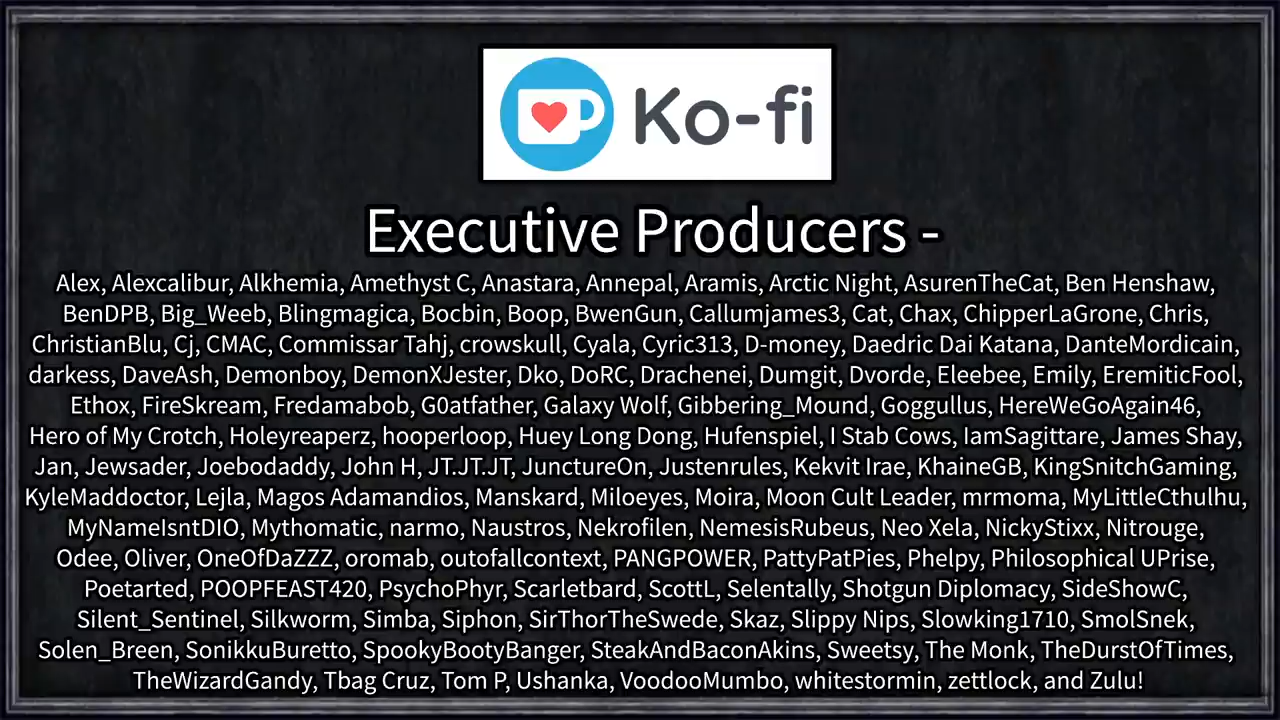 Ko-fi
Executive Producers -
Alex, Alexcalibur, Alkhemia, Amethyst C, Anastara, Annepal, Aramis, Arctic Night, AsurenTheCat, Ben Henshaw,
BenDPB, Big_Weeb, Blingmagica, Bocbin, Boop, BwenGun, Callumjames3, Cat, Chax, ChipperLaGrone, Chris,
ChristianBlu, Cj, CMAC, Commissar Tahj, crowskull, Cyala, Cyric313, D-money, Daedric Dai Katana, DanteMordicain,
darkess, DaveAsh, Demonboy, DemonXJester, Dko, DoRC, Drachenei, Dumgit, Dvorde, Eleebee, Emily, EremiticFool,
Ethox, FireSkream, Fredamabob, G0atfather, Galaxy Wolf, Gibbering_Mound, Goggullus, HereWeGoAgain46,
Hero of My Crotch, Holeyreaperz, hooperloop, Huey Long Dong, Hufenspiel, I Stab Cows, IamSagittare, James Shay,
Jan, Jewsader, Joebodaddy, John H, JT.JT.JT, JunctureOn, Justenrules, Kekvit Irae, KhaineGB, KingSnitchGaming,
KyleMaddoctor, Lejla, Magos Adamandios, Manskard, Miloeyes, Moira, Moon Cult Leader, mrmoma, MyLittleCthulhu,
MyNameIsntDIO, Mythomatic, narmo, Naustros, Nekrofilen, NemesisRubeus, Neo Xela, NickyStixx, Nitrouge,
Odee, Oliver, OneOfDaZZZ, oromab, outofallcontext, PANGPOWER, PattyPatPies, Phelpy, Philosophical UPrise,
Poetarted, POOPFEAST420, PsychoPhyr, Scarletbard, ScottL, Selentally, Shotgun Diplomacy, SideShowC,
Silent_Sentinel, Silkworm, Simba, Siphon, SirThorTheSwede, Skaz, Slippy Nips, Slowking1710, SmolSnek,
Solen_Breen, SonikkuBuretto, SpookyBootyBanger, SteakAndBaconAkins, Sweetsy, The Monk, TheDurstOfTimes,
TheWizardGandy, Tbag Cruz, Tom P, Ushanka, VoodooMumbo, whitestormin, zettlock, and Zulu!